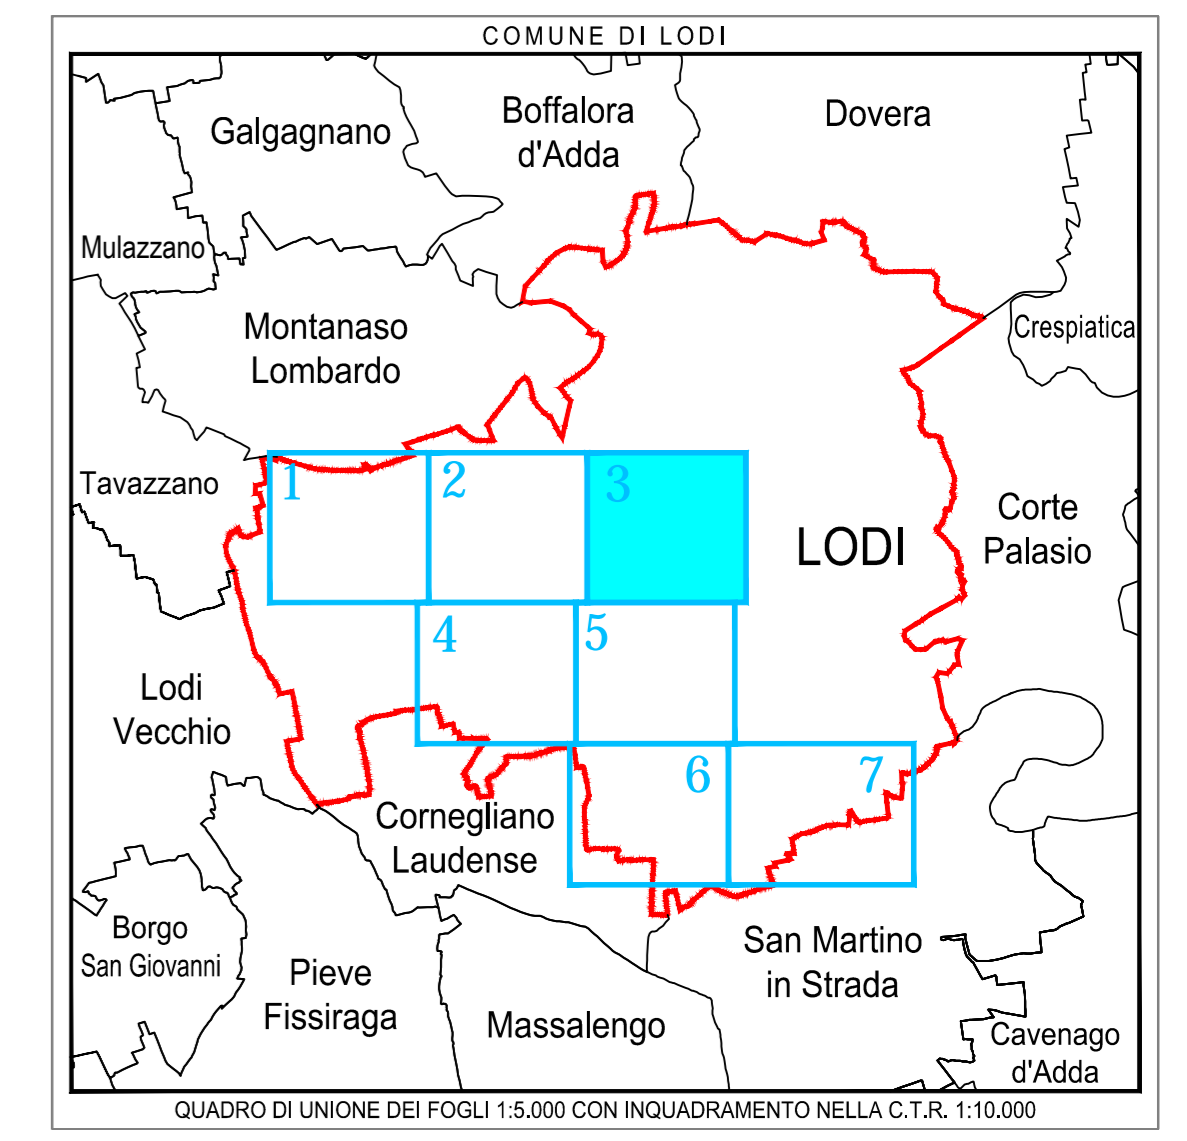 COMUNE DI LODI
Galgagnano
Boffalora
d'Adda
Dovera
Mulazzano
Montanaso
Lombardo
Crespiatica
Tavazzano
1
2
3
LODI
Corte
Palasio
4
5
Lodi
Vecchio
6
7
Cornegliano
Laudense
Borgo
San Giovanni
Pieve
Fissiraga
Massalengo
San Martino
in Strada
Cavenago
d'Adda
QUADRO DI UNIONE DEI FOGLI 1:5.000 CON INQUADRAMENTO NELLA C.T.R. 1:10.000